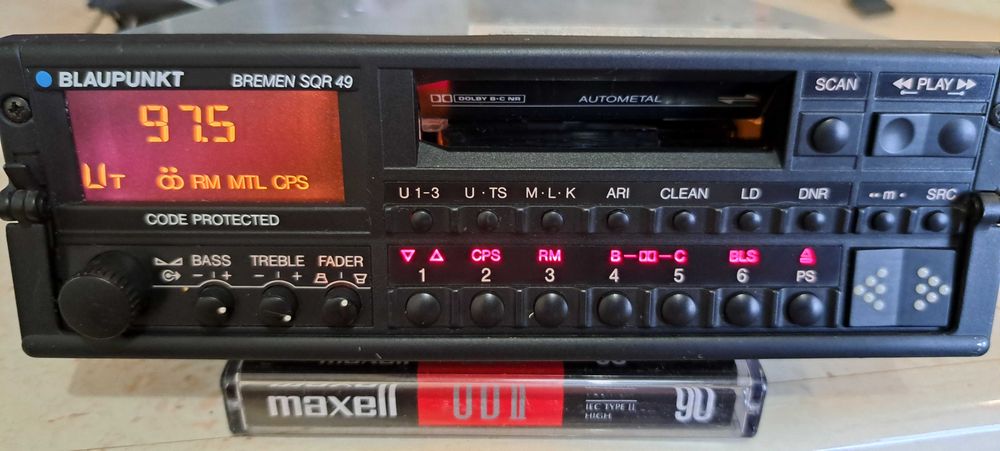 BLAUPUNKT BREMEN SQR 49
97.5
UT RM MTL CPS
CODE PROTECTED
DOLBY B·C NR AUTOMETAL
SCAN PLAY
U 1-3 U·TS M·L·K ARI CLEAN LD DNR ··m· SRC
BASS TREBLE FADER
- + - +
CPS RM B C BLS
1 2 3 4 5 6 PS
maxell UD II 90
IEC TYPE II
HIGH